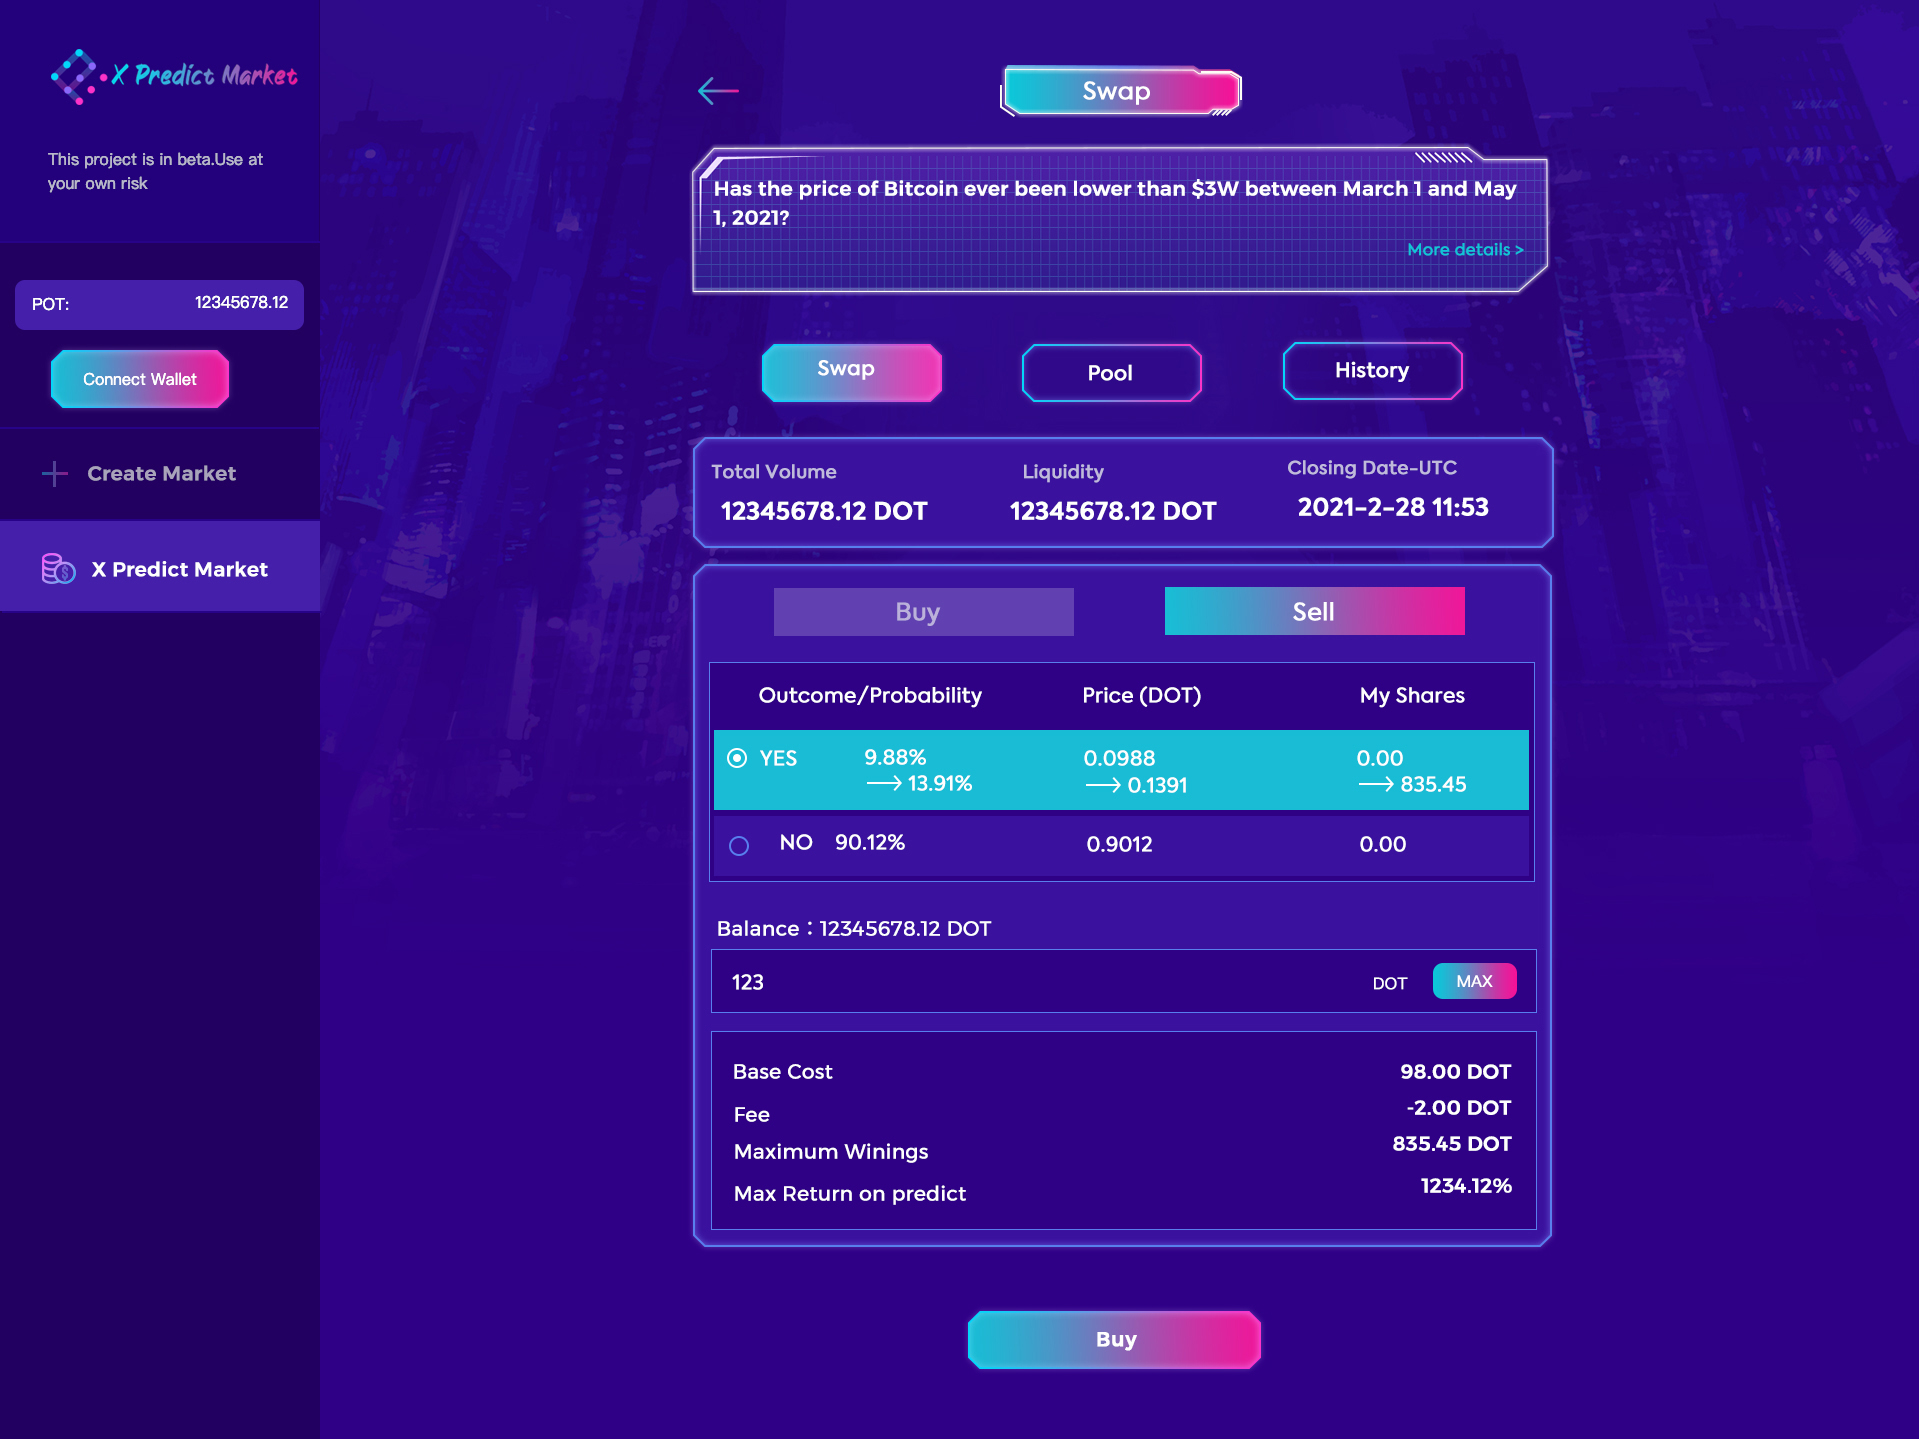 X Predict Market
This project is in beta.Use at
your own risk
POT: 12345678.12
Connect Wallet
Create Market
X Predict Market
Swap
Has the price of Bitcoin ever been lower than $3W between March 1 and May
1, 2021?
More details >
Swap Pool History
Total Volume Liquidity Closing Date-UTC
12345678.12 DOT 12345678.12 DOT 2021-2-28 11:53
Buy Sell
Outcome/Probability Price (DOT) My Shares
YES 9.88% 0.0988 0.00
→ 13.91% → 0.1391 → 835.45
NO 90.12% 0.9012 0.00
Balance：12345678.12 DOT
123 DOT MAX
Base Cost 98.00 DOT
Fee -2.00 DOT
Maximum Winings 835.45 DOT
Max Return on predict 1234.12%
Buy